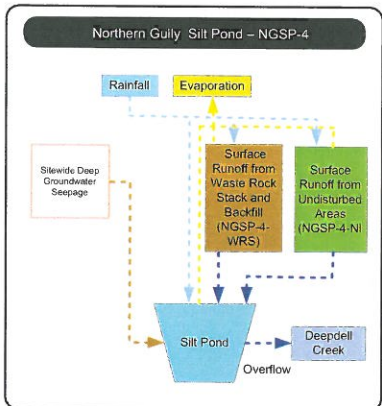 Northern Gully Silt Pond – NGSP-4
Rainfall
Evaporation
Sitewide Deep
Groundwater
Seepage
Surface
Runoff from
Waste Rock
Stack and
Backfill
(NGSP-4-
WRS)
Surface
Runoff from
Undisturbed
Areas
(NGSP-4-NI
Silt Pond
Deepdell
Creek
Overflow